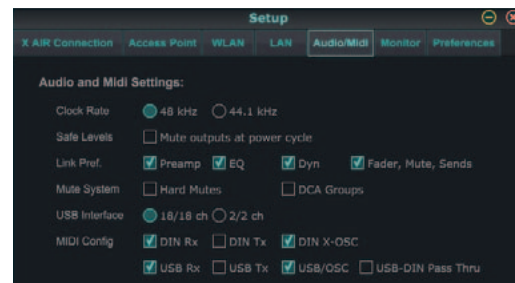 Setup
X AIR Connection Access Point WLAN LAN Audio/Midi Monitor Preferences
Audio and Midi Settings:
Clock Rate 48 kHz 44.1 kHz
Safe Levels Mute outputs at power cycle
Link Pref. Preamp EQ Dyn Fader, Mute, Sends
Mute System Hard Mutes DCA Groups
USB Interface 18/18 ch 2/2 ch
MIDI Config DIN Rx DIN Tx DIN X-OSC
USB Rx USB Tx USB/OSC USB-DIN Pass Thru